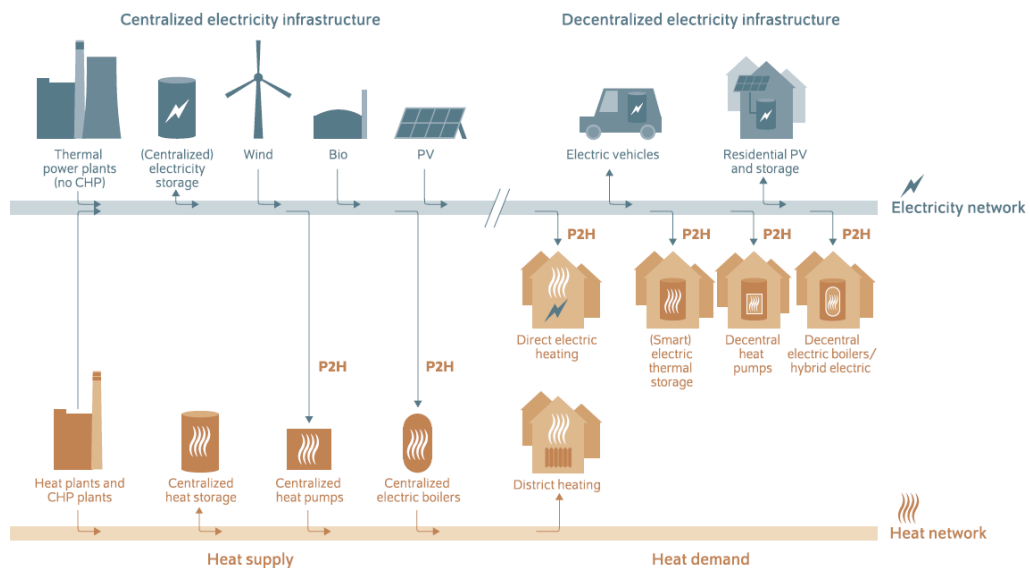 Centralized electricity infrastructure
Decentralized electricity infrastructure
Thermal
power plants
(no CHP)
(Centralized)
electricity
storage
Wind
Bio
PV
Electric vehicles
Residential PV
and storage
Electricity network
P2H
P2H
P2H
P2H
Direct electric
heating
(Smart)
electric
thermal
storage
Decentral
heat
pumps
Decentral
electric boilers/
hybrid electric
P2H
P2H
Heat plants and
CHP plants
Centralized
heat storage
Centralized
heat pumps
Centralized
electric boilers
District heating
Heat network
Heat supply
Heat demand